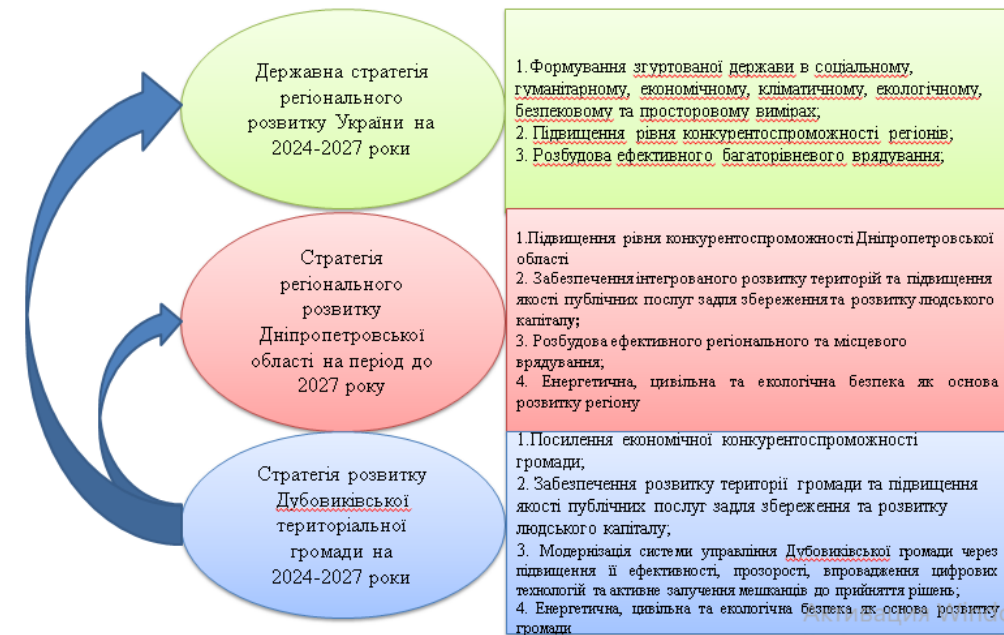 Державна стратегія
регіонального
розвитку України на
2024-2027 роки
1.Формування згуртованої держави в соціальному,
гуманітарному, економічному, кліматичному, екологічному,
безпековому та просторовому вимірах;
2. Підвищення рівня конкурентоспроможності регіонів;
3. Розбудова ефективного багаторівневого врядування;
Стратегія
регіонального
розвитку
Дніпропетровської
області на період до
2027 року
1.Підвищення рівня конкурентоспроможності Дніпропетровської
області
2. Забезпечення інтегрованого розвитку територій та підвищення
якості публічних послуг задля збереження та розвитку людського
капіталу;
3. Розбудова ефективного регіонального та місцевого
врядування;
4. Енергетична, цивільна та екологічна безпека як основа
розвитку регіону
Стратегія розвитку
Дубовиківської
територіальної
громади на
2024-2027 роки
1.Посилення економічної конкурентоспроможності
громади;
2. Забезпечення розвитку території громади та підвищення
якості публічних послуг задля збереження та розвитку
людського капіталу;
3. Модернізація системи управління Дубовиківської громади через
підвищення її ефективності, прозорості, впровадження цифрових
технологій та активне залучення мешканців до прийняття рішень;
4. Енергетична, цивільна та екологічна безпека як основа розвитку
громади
Активация Windo